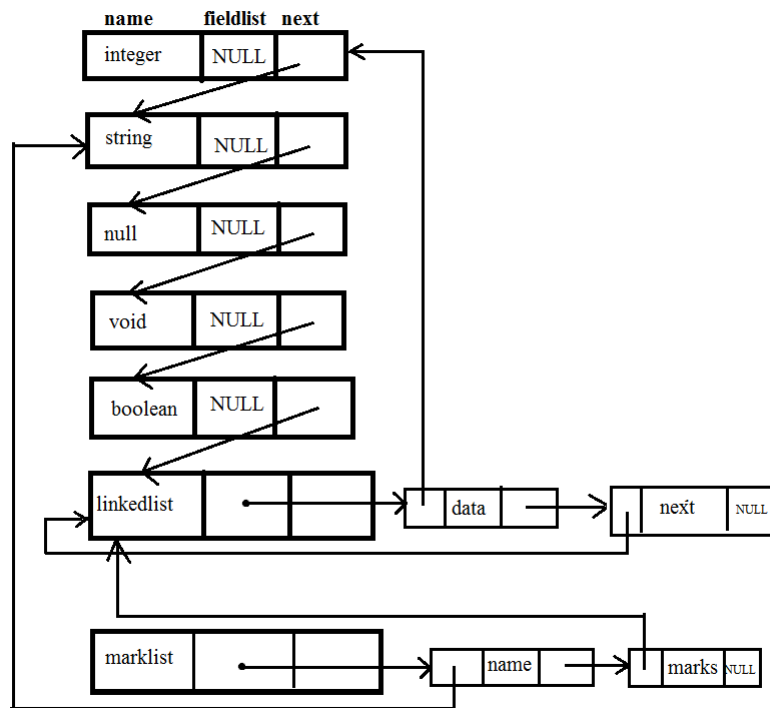 name fieldlist next
integer NULL
string NULL
null NULL
void NULL
boolean NULL
linkedlist data next NULL
marklist name marks NULL